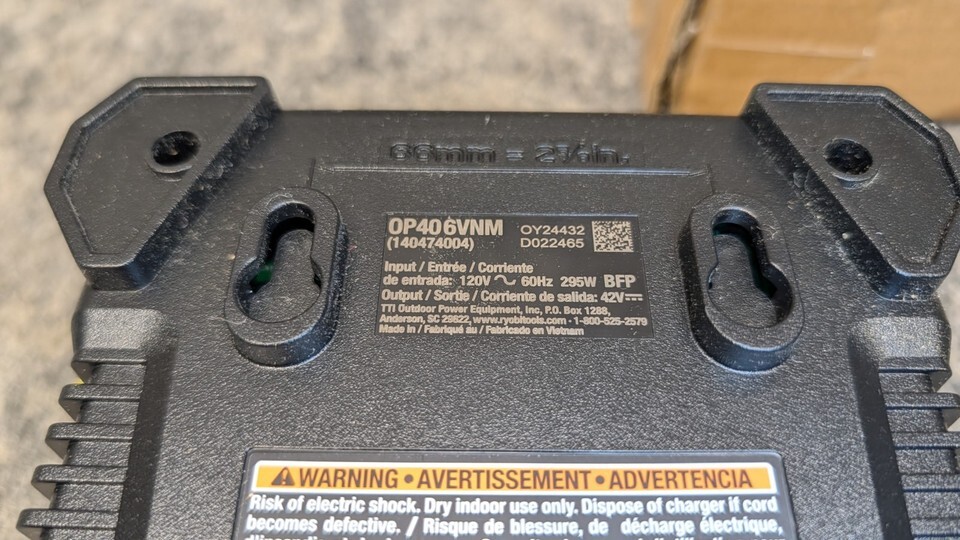 68mm = 2⅝in.
OP406VNM
(140474004)
OY24432
D022465
Input / Entrée / Corriente
de entrada: 120V ~ 60Hz 295W BFP
Output / Sortie / Corriente de salida: 42V⎓
TTI Outdoor Power Equipment, Inc, P.O. Box 1288,
Anderson, SC 29622, www.ryobitools.com · 1-800-525-2579
Made in / Fabriqué au / Fabricado en Vietnam
WARNING • AVERTISSEMENT • ADVERTENCIA
Risk of electric shock. Dry indoor use only. Dispose of charger if cord
becomes defective. / Risque de blessure, de décharge électrique,